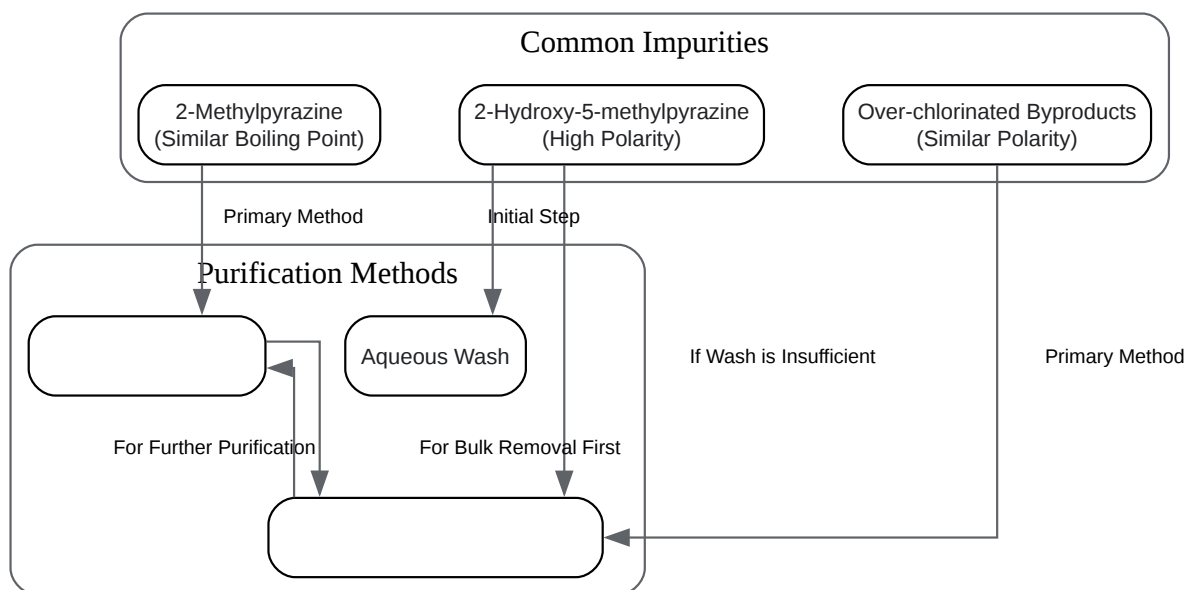 Common Impurities
2-Methylpyrazine
(Similar Boiling Point)
2-Hydroxy-5-methylpyrazine
(High Polarity)
Over-chlorinated Byproducts
(Similar Polarity)
Primary Method
Initial Step
Purification Methods
Aqueous Wash
If Wash is Insufficient
Primary Method
For Further Purification
For Bulk Removal First